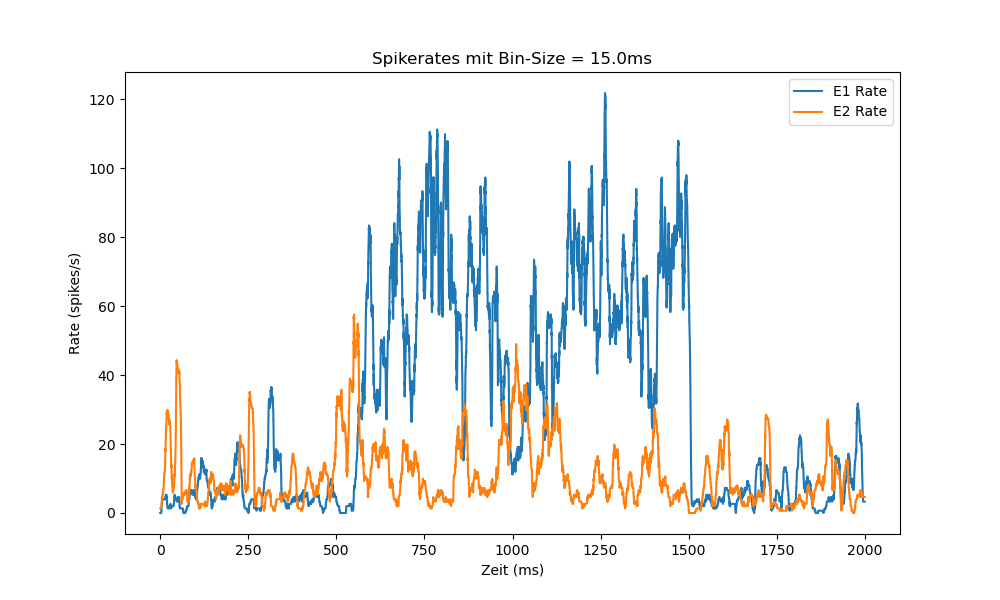 Spikerates mit Bin-Size = 15.0ms
E1 Rate
E2 Rate
120
100
80
60
40
20
0
Rate (spikes/s)
0 250 500 750 1000 1250 1500 1750 2000
Zeit (ms)